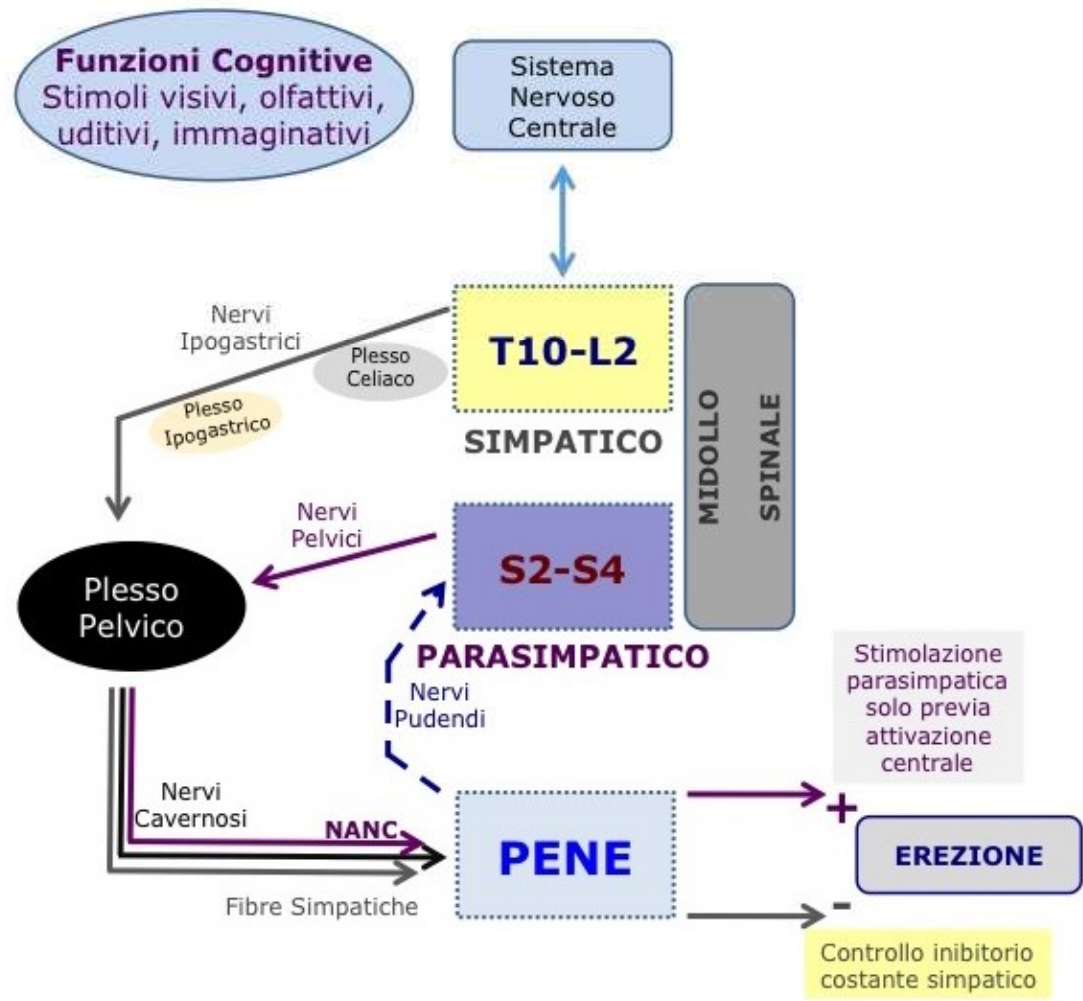 Funzioni Cognitive
Stimoli visivi, olfattivi,
uditivi, immaginativi
Sistema
Nervoso
Centrale
Nervi
Ipogastrici
Plesso
Celiaco
Plesso
Ipogastrico
T10-L2
SIMPATICO
MIDOLLO
SPINALE
Nervi
Pelvici
S2-S4
PARASIMPATICO
Plesso
Pelvico
Nervi
Pudendi
Stimolazione
parasimpatica
solo previa
attivazione
centrale
Nervi
Cavernosi
NANC
Fibre Simpatiche
PENE
+
EREZIONE
-
Controllo inibitorio
costante simpatico